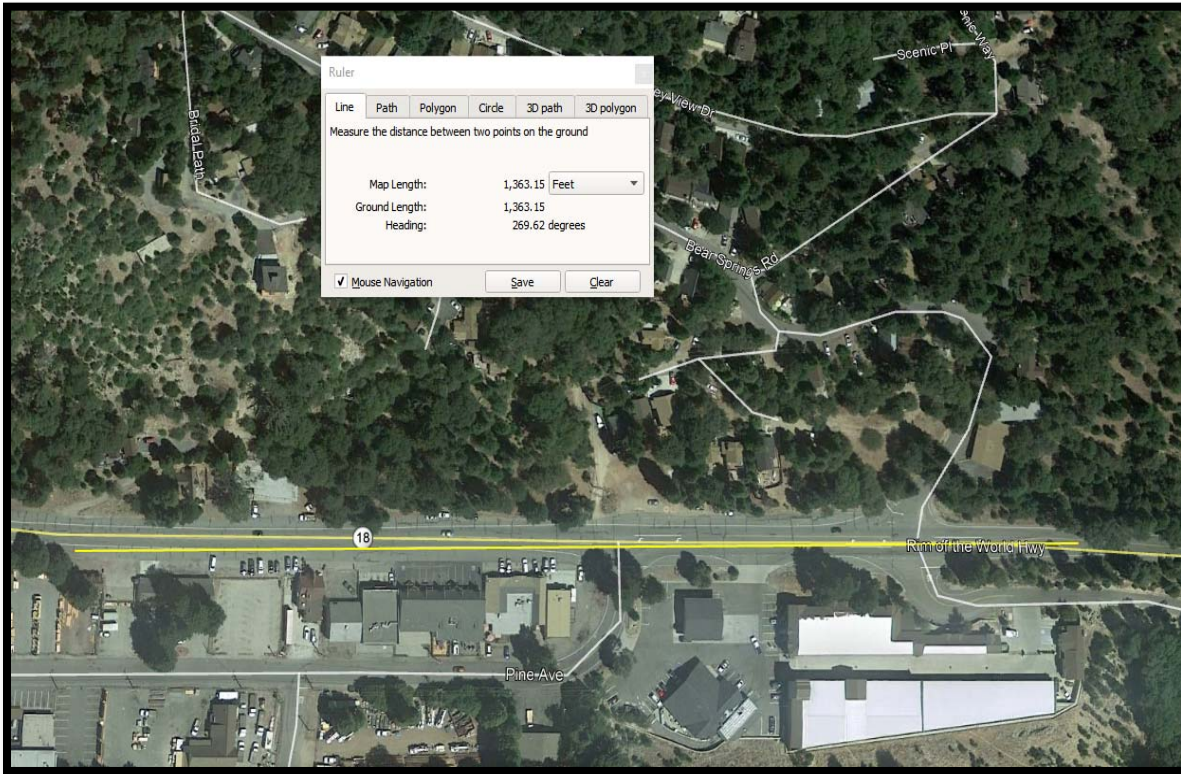 Scenic Pl
Ruler
Line Path Polygon Circle 3D path 3D polygon
Measure the distance between two points on the ground
Map Length: 1,363.15 Feet
Ground Length: 1,363.15
Heading: 269.62 degrees
Mouse Navigation Save Clear
Bridal Path
View Dr
Bear Springs Rd
18
Rim of the World Hwy
Pine Ave